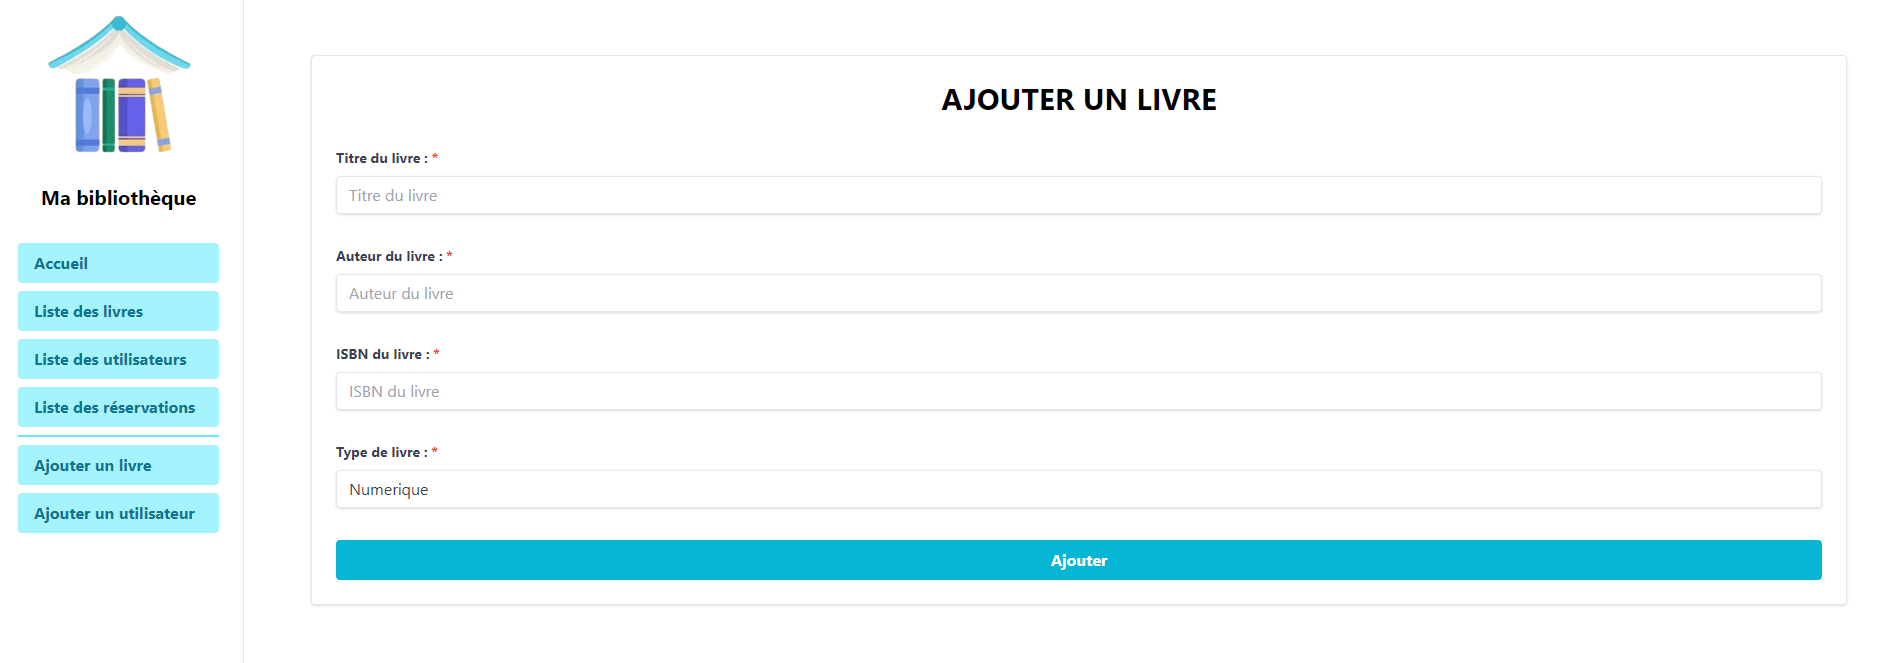 Ma bibliothèque
Accueil
Liste des livres
Liste des utilisateurs
Liste des réservations
Ajouter un livre
Ajouter un utilisateur
AJOUTER UN LIVRE
Titre du livre : *
Titre du livre
Auteur du livre : *
Auteur du livre
ISBN du livre : *
ISBN du livre
Type de livre : *
Numerique
Ajouter